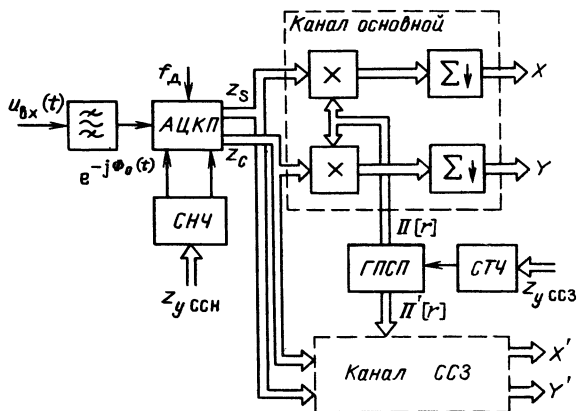 Канал основной
f_д
z_s
×
Σ↓
X
u_вх(t)
АЦКП
e^{-jΦ_0(t)}
z_c
×
Σ↓
Y
СНЧ
П[r]
z_у ССН
ГПСП
СТЧ
z_у ССЗ
П'[r]
Канал ССЗ
X'
Y'